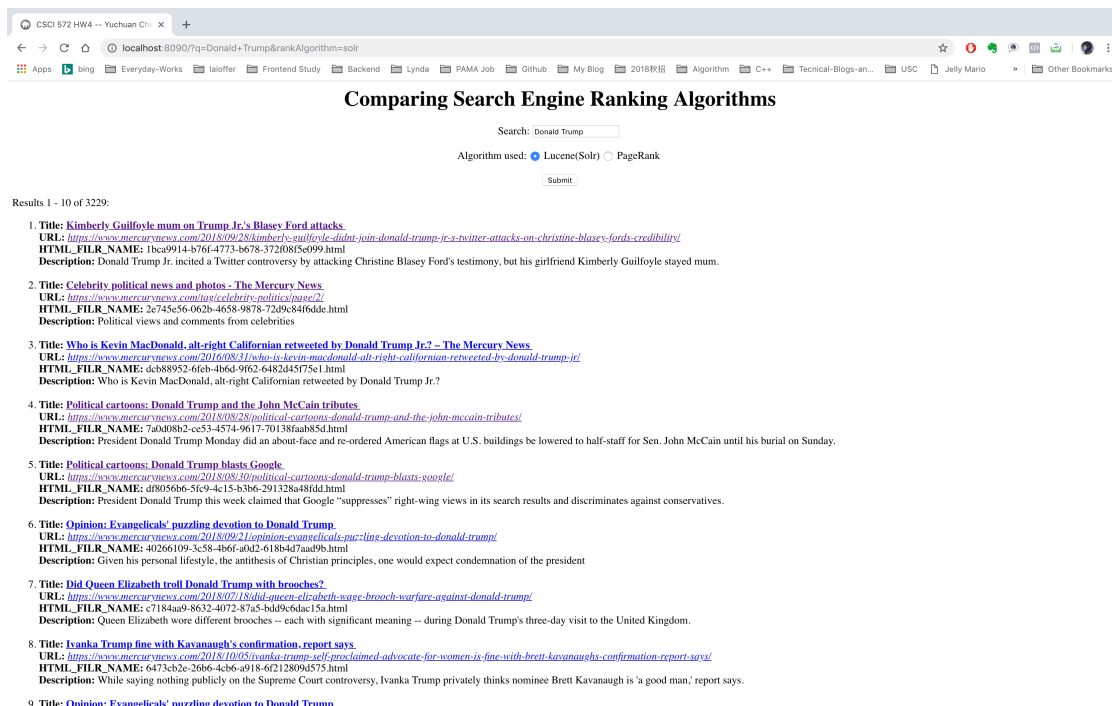 CSCI 572 HW4 -- Yuchuan Ch
localhost:8090/?q=Donald+Trump&rankAlgorithm=solr
Apps bing Everyday-Works laioffer Frontend Study Backend Lynda PAMA Job Github My Blog 2018秋招 Algorithm C++ Tecnical-Blogs-an... USC Jelly Mario » Other Bookmarks
Comparing Search Engine Ranking Algorithms
Search: Donald Trump
Algorithm used: Lucene(Solr) PageRank
Submit
Results 1 - 10 of 3229:
1. Title: Kimberly Guilfoyle mum on Trump Jr.'s Blasey Ford attacks
URL: https://www.mercurynews.com/2018/09/28/kimberly-guilfoyle-didnt-join-donald-trump-jr-s-twitter-attacks-on-christine-blasey-fords-credibility/
HTML_FILR_NAME: 1bca9914-b76f-4773-b678-372f08f5e099.html
Description: Donald Trump Jr. incited a Twitter controversy by attacking Christine Blasey Ford's testimony, but his girlfriend Kimberly Guilfoyle stayed mum.
2. Title: Celebrity political news and photos - The Mercury News
URL: https://www.mercurynews.com/tag/celebrity-politics/page/2/
HTML_FILR_NAME: 2e745e56-062b-4658-9878-72d9c84f6dde.html
Description: Political views and comments from celebrities
3. Title: Who is Kevin MacDonald, alt-right Californian retweeted by Donald Trump Jr.? – The Mercury News
URL: https://www.mercurynews.com/2016/08/31/who-is-kevin-macdonald-alt-right-californian-retweeted-by-donald-trump-jr/
HTML_FILR_NAME: dcb88952-6feb-4b6d-9f62-6482d45f75e1.html
Description: Who is Kevin MacDonald, alt-right Californian retweeted by Donald Trump Jr.?
4. Title: Political cartoons: Donald Trump and the John McCain tributes
URL: https://www.mercurynews.com/2018/08/28/political-cartoons-donald-trump-and-the-john-mccain-tributes/
HTML_FILR_NAME: 7a0d08b2-ce53-4574-9617-70138faab85d.html
Description: President Donald Trump Monday did an about-face and re-ordered American flags at U.S. buildings be lowered to half-staff for Sen. John McCain until his burial on Sunday.
5. Title: Political cartoons: Donald Trump blasts Google
URL: https://www.mercurynews.com/2018/08/30/political-cartoons-donald-trump-blasts-google/
HTML_FILR_NAME: df8056b6-5fc9-4c15-b3b6-291328a48fdd.html
Description: President Donald Trump this week claimed that Google “suppresses” right-wing views in its search results and discriminates against conservatives.
6. Title: Opinion: Evangelicals' puzzling devotion to Donald Trump
URL: https://www.mercurynews.com/2018/09/21/opinion-evangelicals-puzzling-devotion-to-donald-trump/
HTML_FILR_NAME: 40266109-3c58-4b6f-a0d2-618b4d7aad9b.html
Description: Given his personal lifestyle, the antithesis of Christian principles, one would expect condemnation of the president
7. Title: Did Queen Elizabeth troll Donald Trump with brooches?
URL: https://www.mercurynews.com/2018/07/18/did-queen-elizabeth-wage-brooch-warfare-against-donald-trump/
HTML_FILR_NAME: c7184aa9-8632-4072-87a5-bdd9c6dac15a.html
Description: Queen Elizabeth wore different brooches -- each with significant meaning -- during Donald Trump's three-day visit to the United Kingdom.
8. Title: Ivanka Trump fine with Kavanaugh's confirmation, report says
URL: https://www.mercurynews.com/2018/10/05/ivanka-trump-self-proclaimed-advocate-for-women-is-fine-with-brett-kavanaughs-confirmation-report-says/
HTML_FILR_NAME: 6473cb2e-26b6-4cb6-a918-6f212809d575.html
Description: While saying nothing publicly on the Supreme Court controversy, Ivanka Trump privately thinks nominee Brett Kavanaugh is 'a good man,' report says.
9. Title: Opinion: Evangelicals' puzzling devotion to Donald Trump